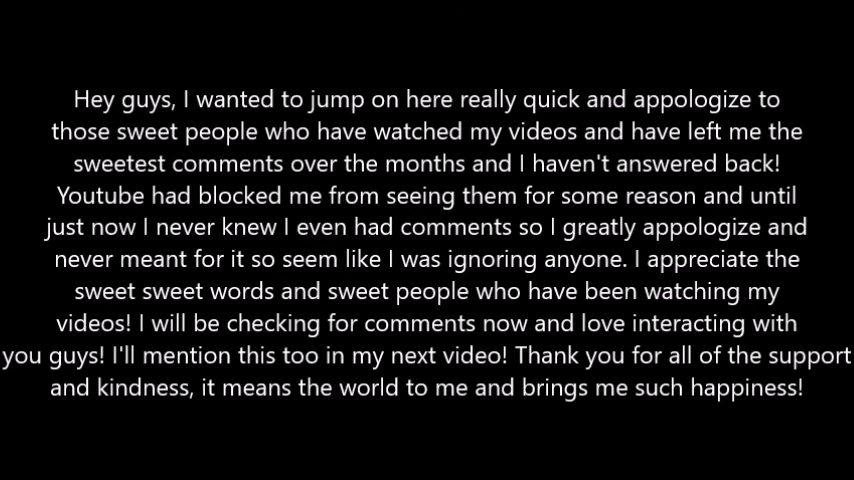 Hey guys, I wanted to jump on here really quick and appologize to
those sweet people who have watched my videos and have left me the
sweetest comments over the months and I haven't answered back!
Youtube had blocked me from seeing them for some reason and until
just now I never knew I even had comments so I greatly appologize and
never meant for it so seem like I was ignoring anyone. I appreciate the
sweet sweet words and sweet people who have been watching my
videos! I will be checking for comments now and love interacting with
you guys! I'll mention this too in my next video! Thank you for all of the support
and kindness, it means the world to me and brings me such happiness!